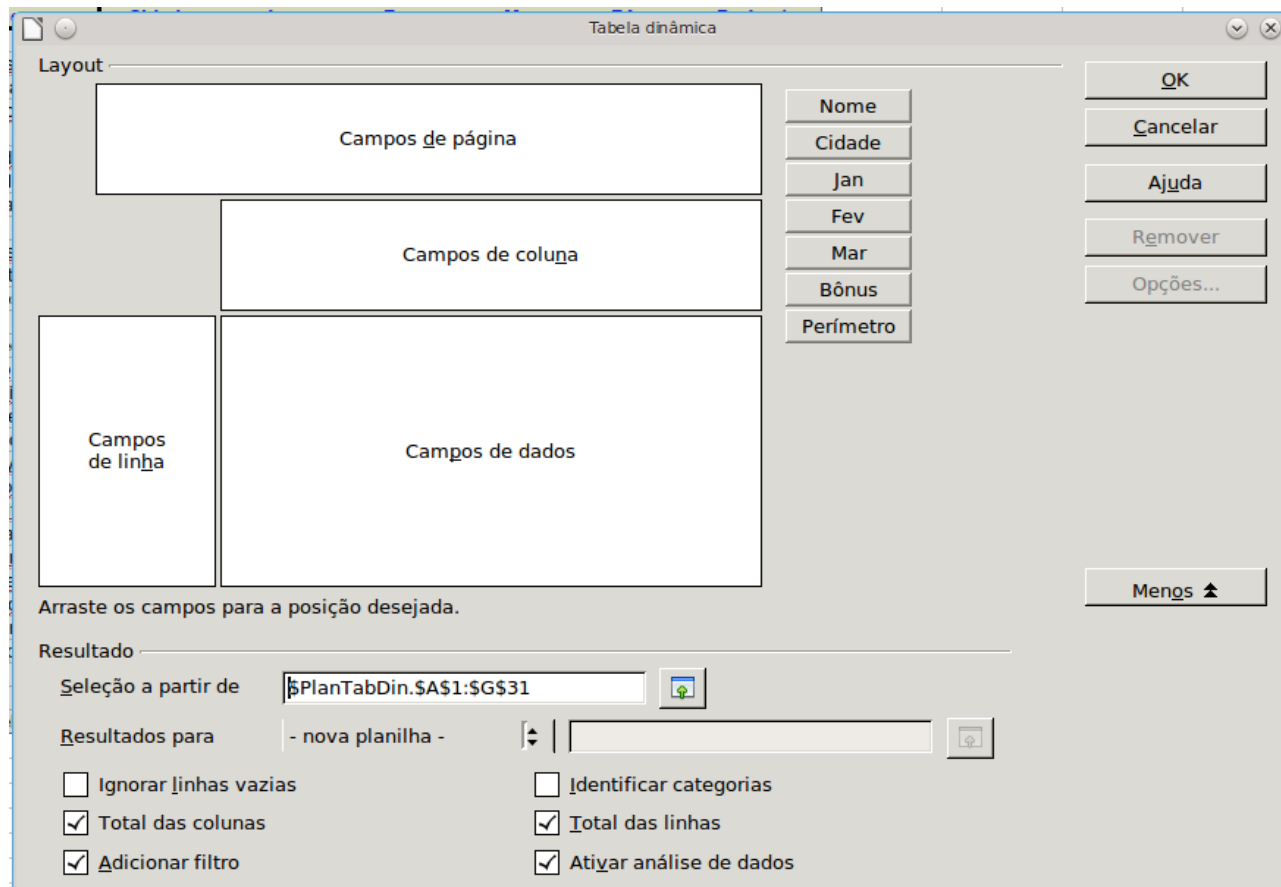 Tabela dinâmica
Layout
Campos de página
Campos de coluna
Campos
de linha
Campos de dados
Nome
Cidade
Jan
Fev
Mar
Bônus
Perímetro
OK
Cancelar
Ajuda
Remover
Opções...
Menos
Arraste os campos para a posição desejada.
Resultado
Seleção a partir de $PlanTabDin.$A$1:$G$31
Resultados para - nova planilha -
Ignorar linhas vazias Identificar categorias
Total das colunas Total das linhas
Adicionar filtro Ativar análise de dados